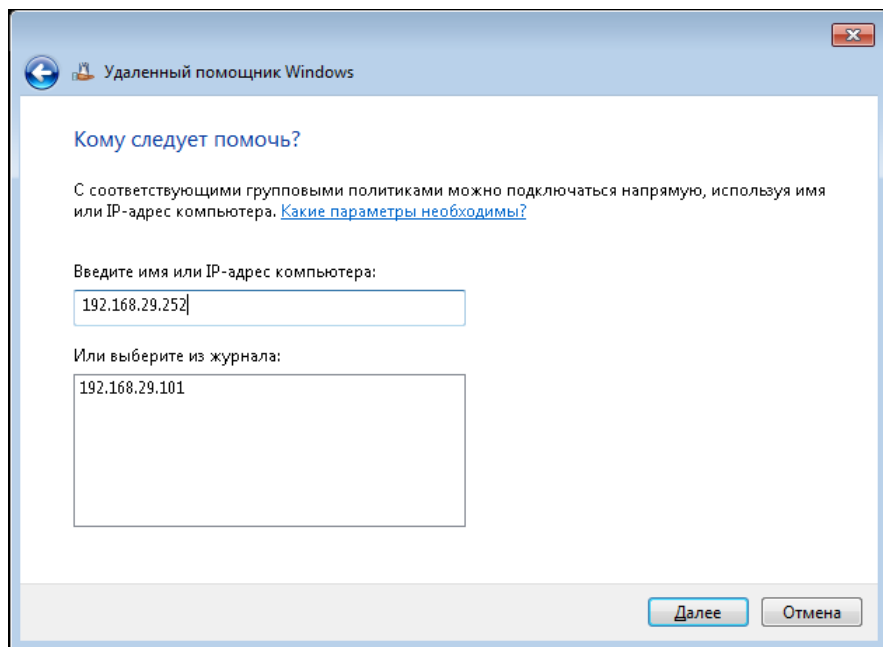 Удаленный помощник Windows
Кому следует помочь?
С соответствующими групповыми политиками можно подключаться напрямую, используя имя
или IP-адрес компьютера. Какие параметры необходимы?
Введите имя или IP-адрес компьютера:
192.168.29.252
Или выберите из журнала:
192.168.29.101
Далее
Отмена